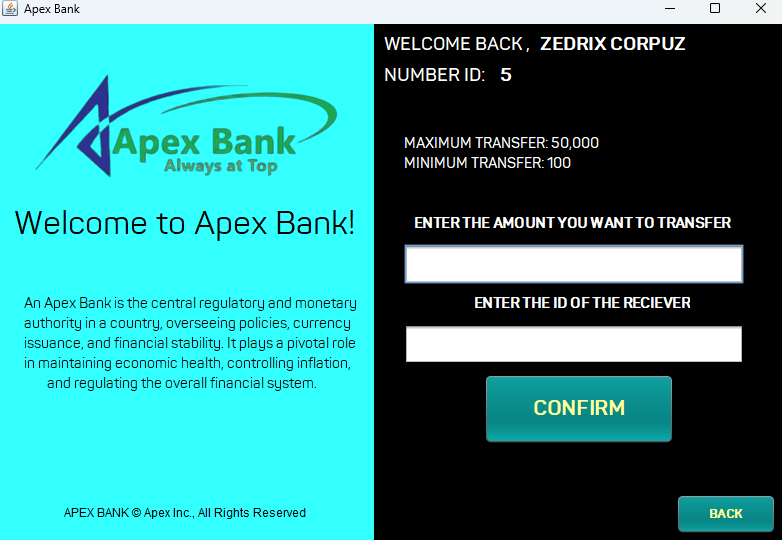 Apex Bank
Apex Bank
Always at Top
Welcome to Apex Bank!
An Apex Bank is the central regulatory and monetary
authority in a country, overseeing policies, currency
issuance, and financial stability. It plays a pivotal role
in maintaining economic health, controlling inflation,
and regulating the overall financial system.
APEX BANK © Apex Inc., All Rights Reserved
WELCOME BACK , ZEDRIX CORPUZ
NUMBER ID: 5
MAXIMUM TRANSFER: 50,000
MINIMUM TRANSFER: 100
ENTER THE AMOUNT YOU WANT TO TRANSFER
ENTER THE ID OF THE RECIEVER
CONFIRM
BACK